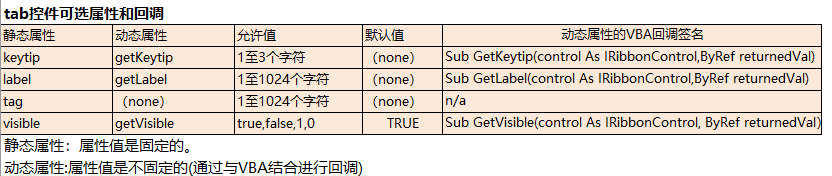 tab控件可选属性和回调
静态属性 动态属性 允许值 默认值 动态属性的VBA回调签名
keytip getKeytip 1至3个字符 （none） Sub GetKeytip(control As IRibbonControl,ByRef returnedVal)
label getLabel 1至1024个字符 （none） Sub GetLabel(control As IRibbonControl,ByRef returnedVal)
tag （none） 1至1024个字符 （none） n/a
visible getVisible true,false,1,0 TRUE Sub GetVisible(control As IRibbonControl, ByRef returnedVal)
静态属性：属性值是固定的。
动态属性:属性值是不固定的(通过与VBA结合进行回调)